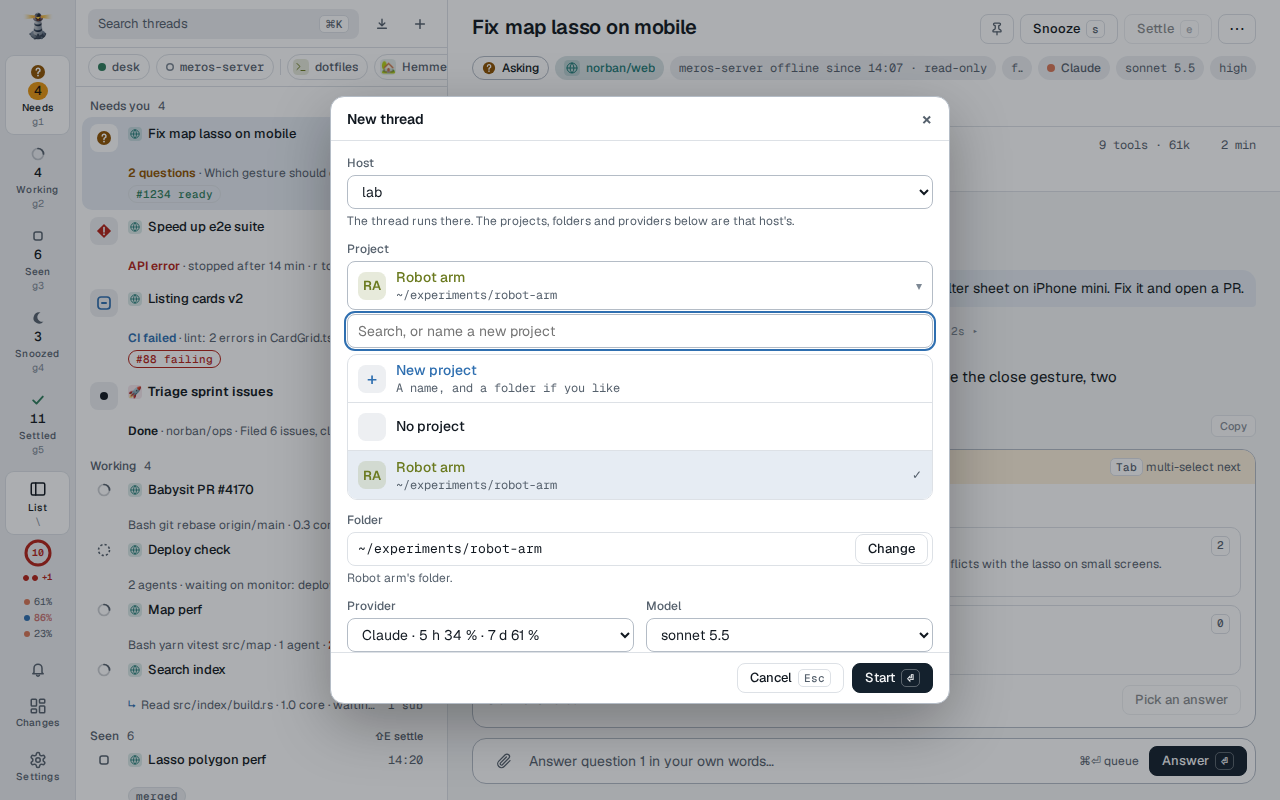 Search threads ⌘K
desk meros-server dotfiles Hemme
4
Needs
g1
4
Working
g2
6
Seen
g3
3
Snoozed
g4
11
Settled
g5
List
\
10
+1
61%
86%
23%
Changes
Settings
Needs you 4
Fix map lasso on mobile
2 questions · Which gesture should
#1234 ready
Speed up e2e suite
API error · stopped after 14 min · r
Listing cards v2
CI failed · lint: 2 errors in CardGrid.ts
#88 failing
🚀 Triage sprint issues
Done · norban/ops · Filed 6 issues, cl
Working 4
Babysit PR #4170
Bash git rebase origin/main · 0.3 cor
Deploy check
2 agents · waiting on monitor: deplo
Map perf
Bash yarn vitest src/map · 1 agent ·
Search index
↳ Read src/index/build.rs · 1.0 core · waitin… 1 sub
Seen 6 ⇧E settle
Lasso polygon perf 14:20
merged
Fix map lasso on mobile
Snooze s Settle e ⋯
Asking norban/web meros-server offline since 14:07 · read-only f… Claude sonnet 5.5 high
9 tools · 61k 2 min
lter sheet on iPhone mini. Fix it and open a PR.
2s ▸
e the close gesture, two
Copy
Tab multi-select next
2
flicts with the lasso on small screens.
0
Pick an answer
Answer question 1 in your own words… ⌘⏎ queue Answer ⏎
New thread ×
Host
lab
The thread runs there. The projects, folders and providers below are that host's.
Project
RA Robot arm
~/experiments/robot-arm
Search, or name a new project
+ New project
A name, and a folder if you like
No project
RA Robot arm ✓
~/experiments/robot-arm
Folder
~/experiments/robot-arm Change
Robot arm's folder.
Provider Model
Claude · 5 h 34 % · 7 d 61 % sonnet 5.5
Cancel Esc Start ⏎